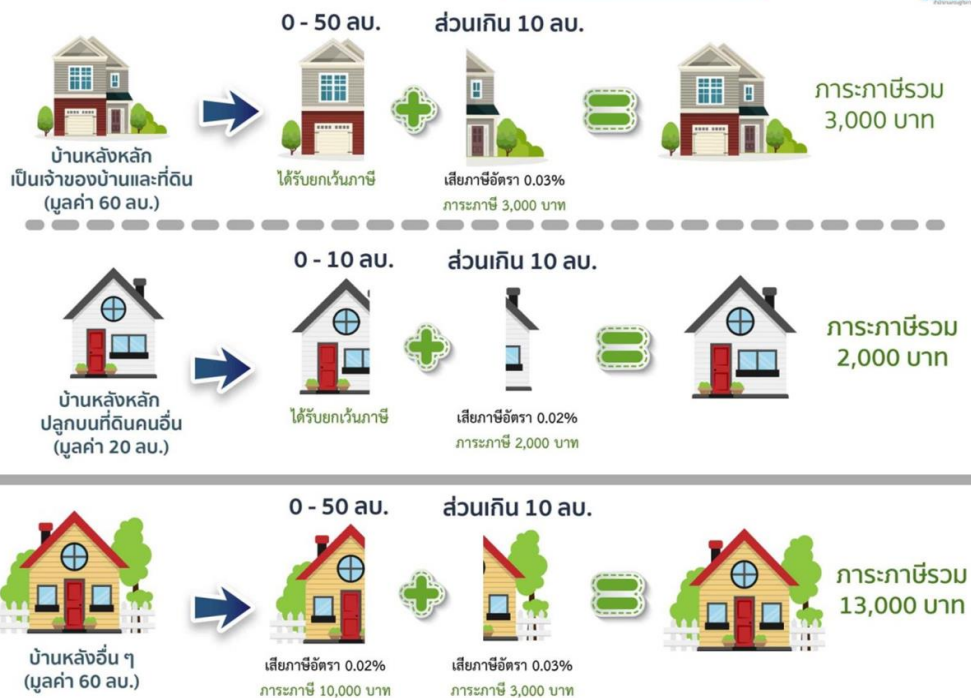 0 - 50 ลบ.
ส่วนเกิน 10 ลบ.
ภาระภาษีรวม
3,000 บาท
บ้านหลังหลัก
เป็นเจ้าของบ้านและที่ดิน
(มูลค่า 60 ลบ.)
ได้รับยกเว้นภาษี
เสียภาษีอัตรา 0.03%
ภาระภาษี 3,000 บาท
0 - 10 ลบ.
ส่วนเกิน 10 ลบ.
ภาระภาษีรวม
2,000 บาท
บ้านหลังหลัก
ปลูกบนที่ดินคนอื่น
(มูลค่า 20 ลบ.)
ได้รับยกเว้นภาษี
เสียภาษีอัตรา 0.02%
ภาระภาษี 2,000 บาท
0 - 50 ลบ.
ส่วนเกิน 10 ลบ.
ภาระภาษีรวม
13,000 บาท
บ้านหลังอื่น ๆ
(มูลค่า 60 ลบ.)
เสียภาษีอัตรา 0.02%
ภาระภาษี 10,000 บาท
เสียภาษีอัตรา 0.03%
ภาระภาษี 3,000 บาท